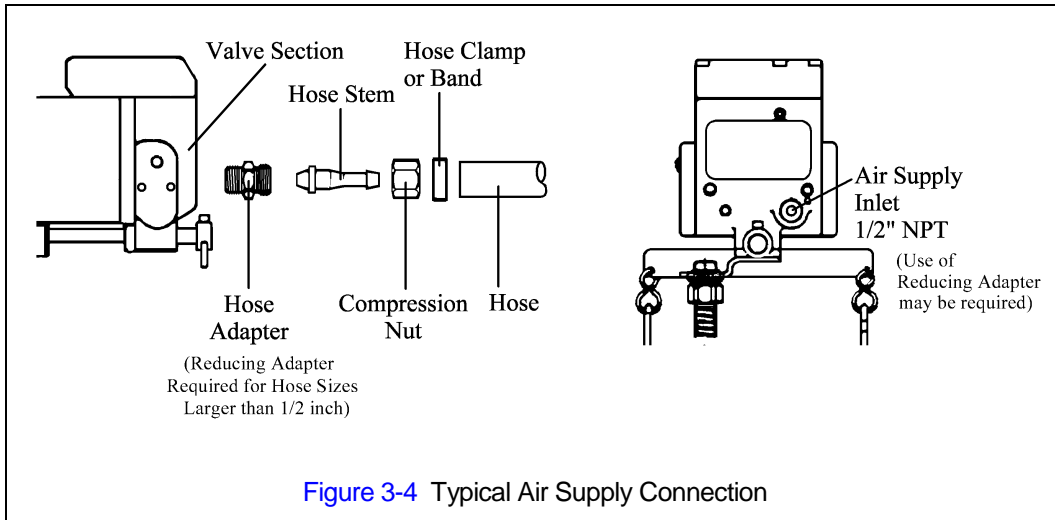 Valve Section
Hose Clamp
or Band
Hose Stem
Hose
Adapter
(Reducing Adapter
Required for Hose Sizes
Larger than 1/2 inch)
Compression
Nut
Hose
Air Supply
Inlet
1/2" NPT
(Use of
Reducing Adapter
may be required)
Figure 3-4 Typical Air Supply Connection